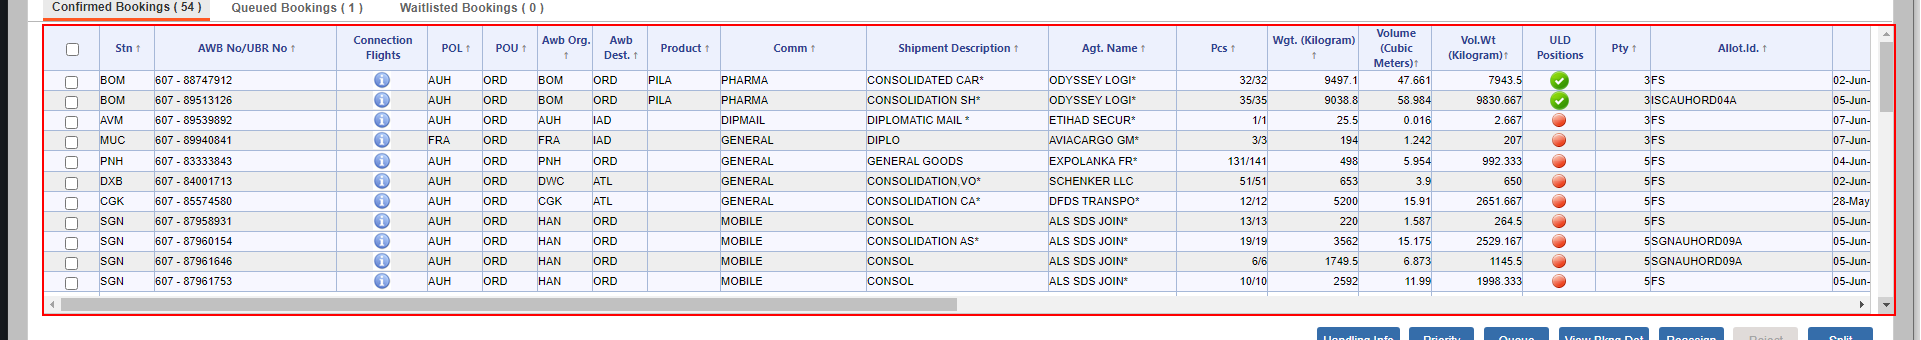 Confirmed Bookings ( 54 ) Queued Bookings ( 1 ) Waitlisted Bookings ( 0 )
Stn ↑ AWB No/UBR No ↑ Connection Flights POL ↑ POU ↑ Awb Org. ↑ Awb Dest. ↑ Product ↑ Comm ↑ Shipment Description ↑ Agt. Name ↑ Pcs ↑ Wgt. (Kilogram) ↑ Volume (Cubic Meters)↑ Vol.Wt (Kilogram)↑ ULD Positions Pty ↑ Allot.Id. ↑
BOM 607 - 88747912 AUH ORD BOM ORD PILA PHARMA CONSOLIDATED CAR* ODYSSEY LOGI* 32/32 9497.1 47.661 7943.5 3 FS 02-Jun-
BOM 607 - 89513126 AUH ORD BOM ORD PILA PHARMA CONSOLIDATION SH* ODYSSEY LOGI* 35/35 9038.8 58.984 9830.667 3 ISCAUHORD04A 05-Jun-
AVM 607 - 89539892 AUH ORD AUH IAD DIPMAIL DIPLOMATIC MAIL * ETIHAD SECUR* 1/1 25.5 0.016 2.667 3 FS 07-Jun-
MUC 607 - 89940841 FRA ORD FRA IAD GENERAL DIPLO AVIACARGO GM* 3/3 194 1.242 207 3 FS 07-Jun-
PNH 607 - 83333843 AUH ORD PNH ORD GENERAL GENERAL GOODS EXPOLANKA FR* 131/141 498 5.954 992.333 5 FS 04-Jun-
DXB 607 - 84001713 AUH ORD DWC ATL GENERAL CONSOLIDATION,VO* SCHENKER LLC 51/51 653 3.9 650 5 FS 02-Jun-
CGK 607 - 85574580 AUH ORD CGK ATL GENERAL CONSOLIDATION CA* DFDS TRANSPO* 12/12 5200 15.91 2651.667 5 FS 28-May
SGN 607 - 87958931 AUH ORD HAN ORD MOBILE CONSOL ALS SDS JOIN* 13/13 220 1.587 264.5 5 FS 05-Jun-
SGN 607 - 87960154 AUH ORD HAN ORD MOBILE CONSOLIDATION AS* ALS SDS JOIN* 19/19 3562 15.175 2529.167 5 SGNAUHORD09A 05-Jun-
SGN 607 - 87961646 AUH ORD HAN ORD MOBILE CONSOL ALS SDS JOIN* 6/6 1749.5 6.873 1145.5 5 SGNAUHORD09A 05-Jun-
SGN 607 - 87961753 AUH ORD HAN ORD MOBILE CONSOL ALS SDS JOIN* 10/10 2592 11.99 1998.333 5 FS 05-Jun-
Handling Info Priority Queue View Pkng Det Reassign Reject Split